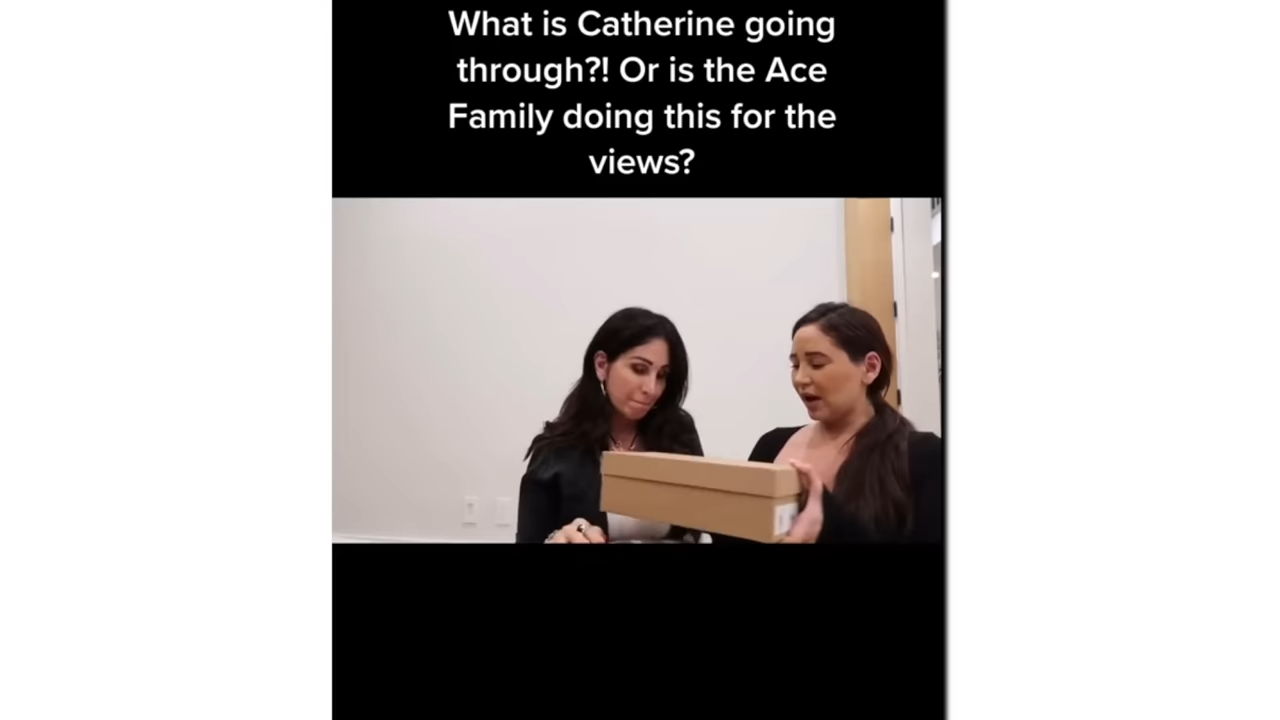 What is Catherine going
through?! Or is the Ace
Family doing this for the
views?